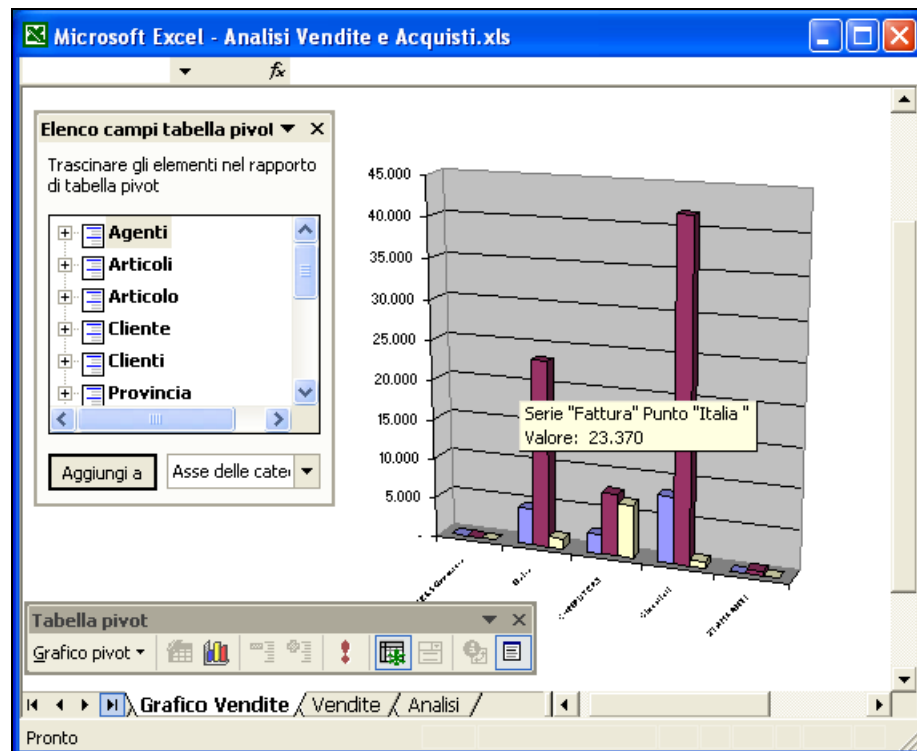 Microsoft Excel - Analisi Vendite e Acquisti.xls
fx
Elenco campi tabella pivot
Trascinare gli elementi nel rapporto
di tabella pivot
Agenti
Articoli
Articolo
Cliente
Clienti
Provincia
Aggiungi a
Asse delle cate
45.000
40.000
35.000
30.000
25.000
20.000
15.000
10.000
5.000
-
Serie "Fattura" Punto "Italia "
Valore: 23.370
COMPUTERS
STAMPANTI
Tabella pivot
Grafico pivot
Grafico Vendite
Vendite
Analisi
Pronto